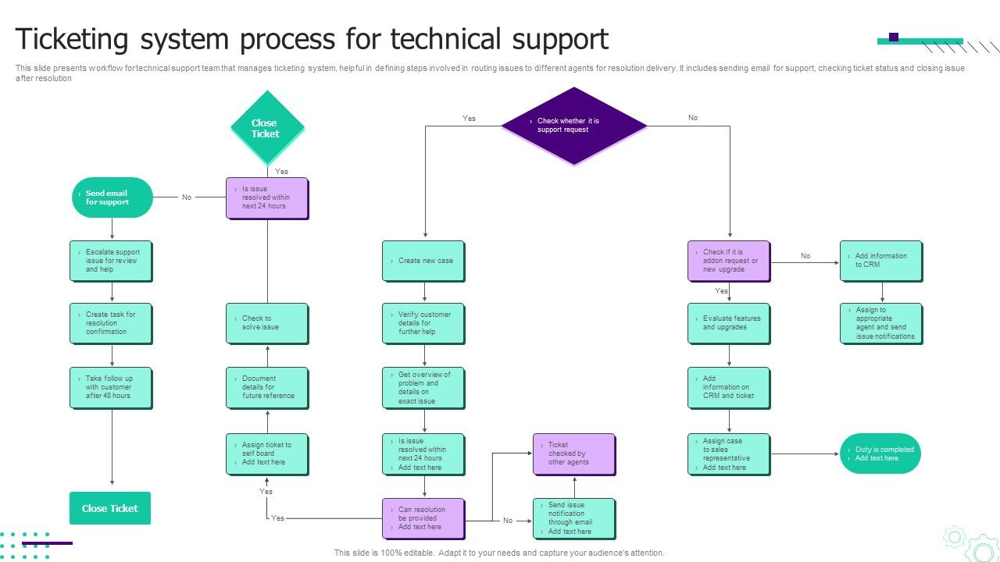 Ticketing system process for technical support
This slide presents workflow fortechnical support team that manages ticketing system, helpful in defining steps involved in routing issues to different agents for resolution delivery. It includes sending email for support, checking ticket status and closing issue
after resolution
Close
Ticket
Yes
› Send email
for support
No
› Is issue
resolved within
next 24 hours
› Escalate support
issue for review
and help
› Create task for
resolution
confirmation
› Take follow up
with customer
after 48 hours
Close Ticket
› Check to
solve issue
› Document
details for
future reference
› Assign ticket to
self board
› Add text here
Yes
Yes
› Check whether it is
support request
Yes
No
› Create new case
› Verify customer
details for
further help
› Get overview of
problem and
details on
exact issue
› Is issue
resolved within
next 24 hours
› Add text here
› Can resolution
be provided
› Add text here
No
› Ticket
checked by
other agents
› Send issue
notification
through email
› Add text here
› Check if it is
addon request or
new upgrade
No
› Add information
to CRM
› Assign to
appropriate
agent and send
issue notifications
Yes
› Evaluate features
and upgrades
› Add
information on
CRM and ticket
› Assign case
to sales
representative
› Add text here
› Duty is completed
› Add text here
This slide is 100% editable. Adapt it to your needs and capture your audience's attention.